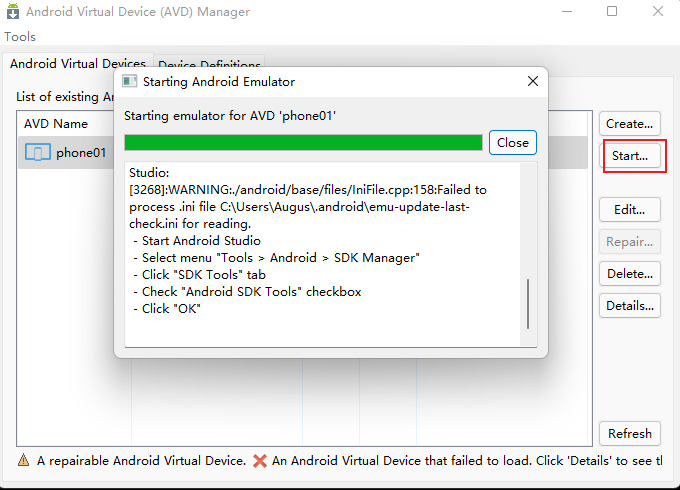 Android Virtual Device (AVD) Manager
Tools
Android Virtual Devices
Device Definitions
List of existing An
AVD Name
phone01
Starting Android Emulator
Starting emulator for AVD 'phone01'
Close
Studio:
[3268]:WARNING:./android/base/files/IniFile.cpp:158:Failed to
process .ini file C:\Users\Augus\.android\emu-update-last-
check.ini for reading.
- Start Android Studio
- Select menu "Tools > Android > SDK Manager"
- Click "SDK Tools" tab
- Check "Android SDK Tools" checkbox
- Click "OK"
Create...
Start...
Edit...
Repair...
Delete...
Details...
Refresh
A repairable Android Virtual Device. An Android Virtual Device that failed to load. Click 'Details' to see th